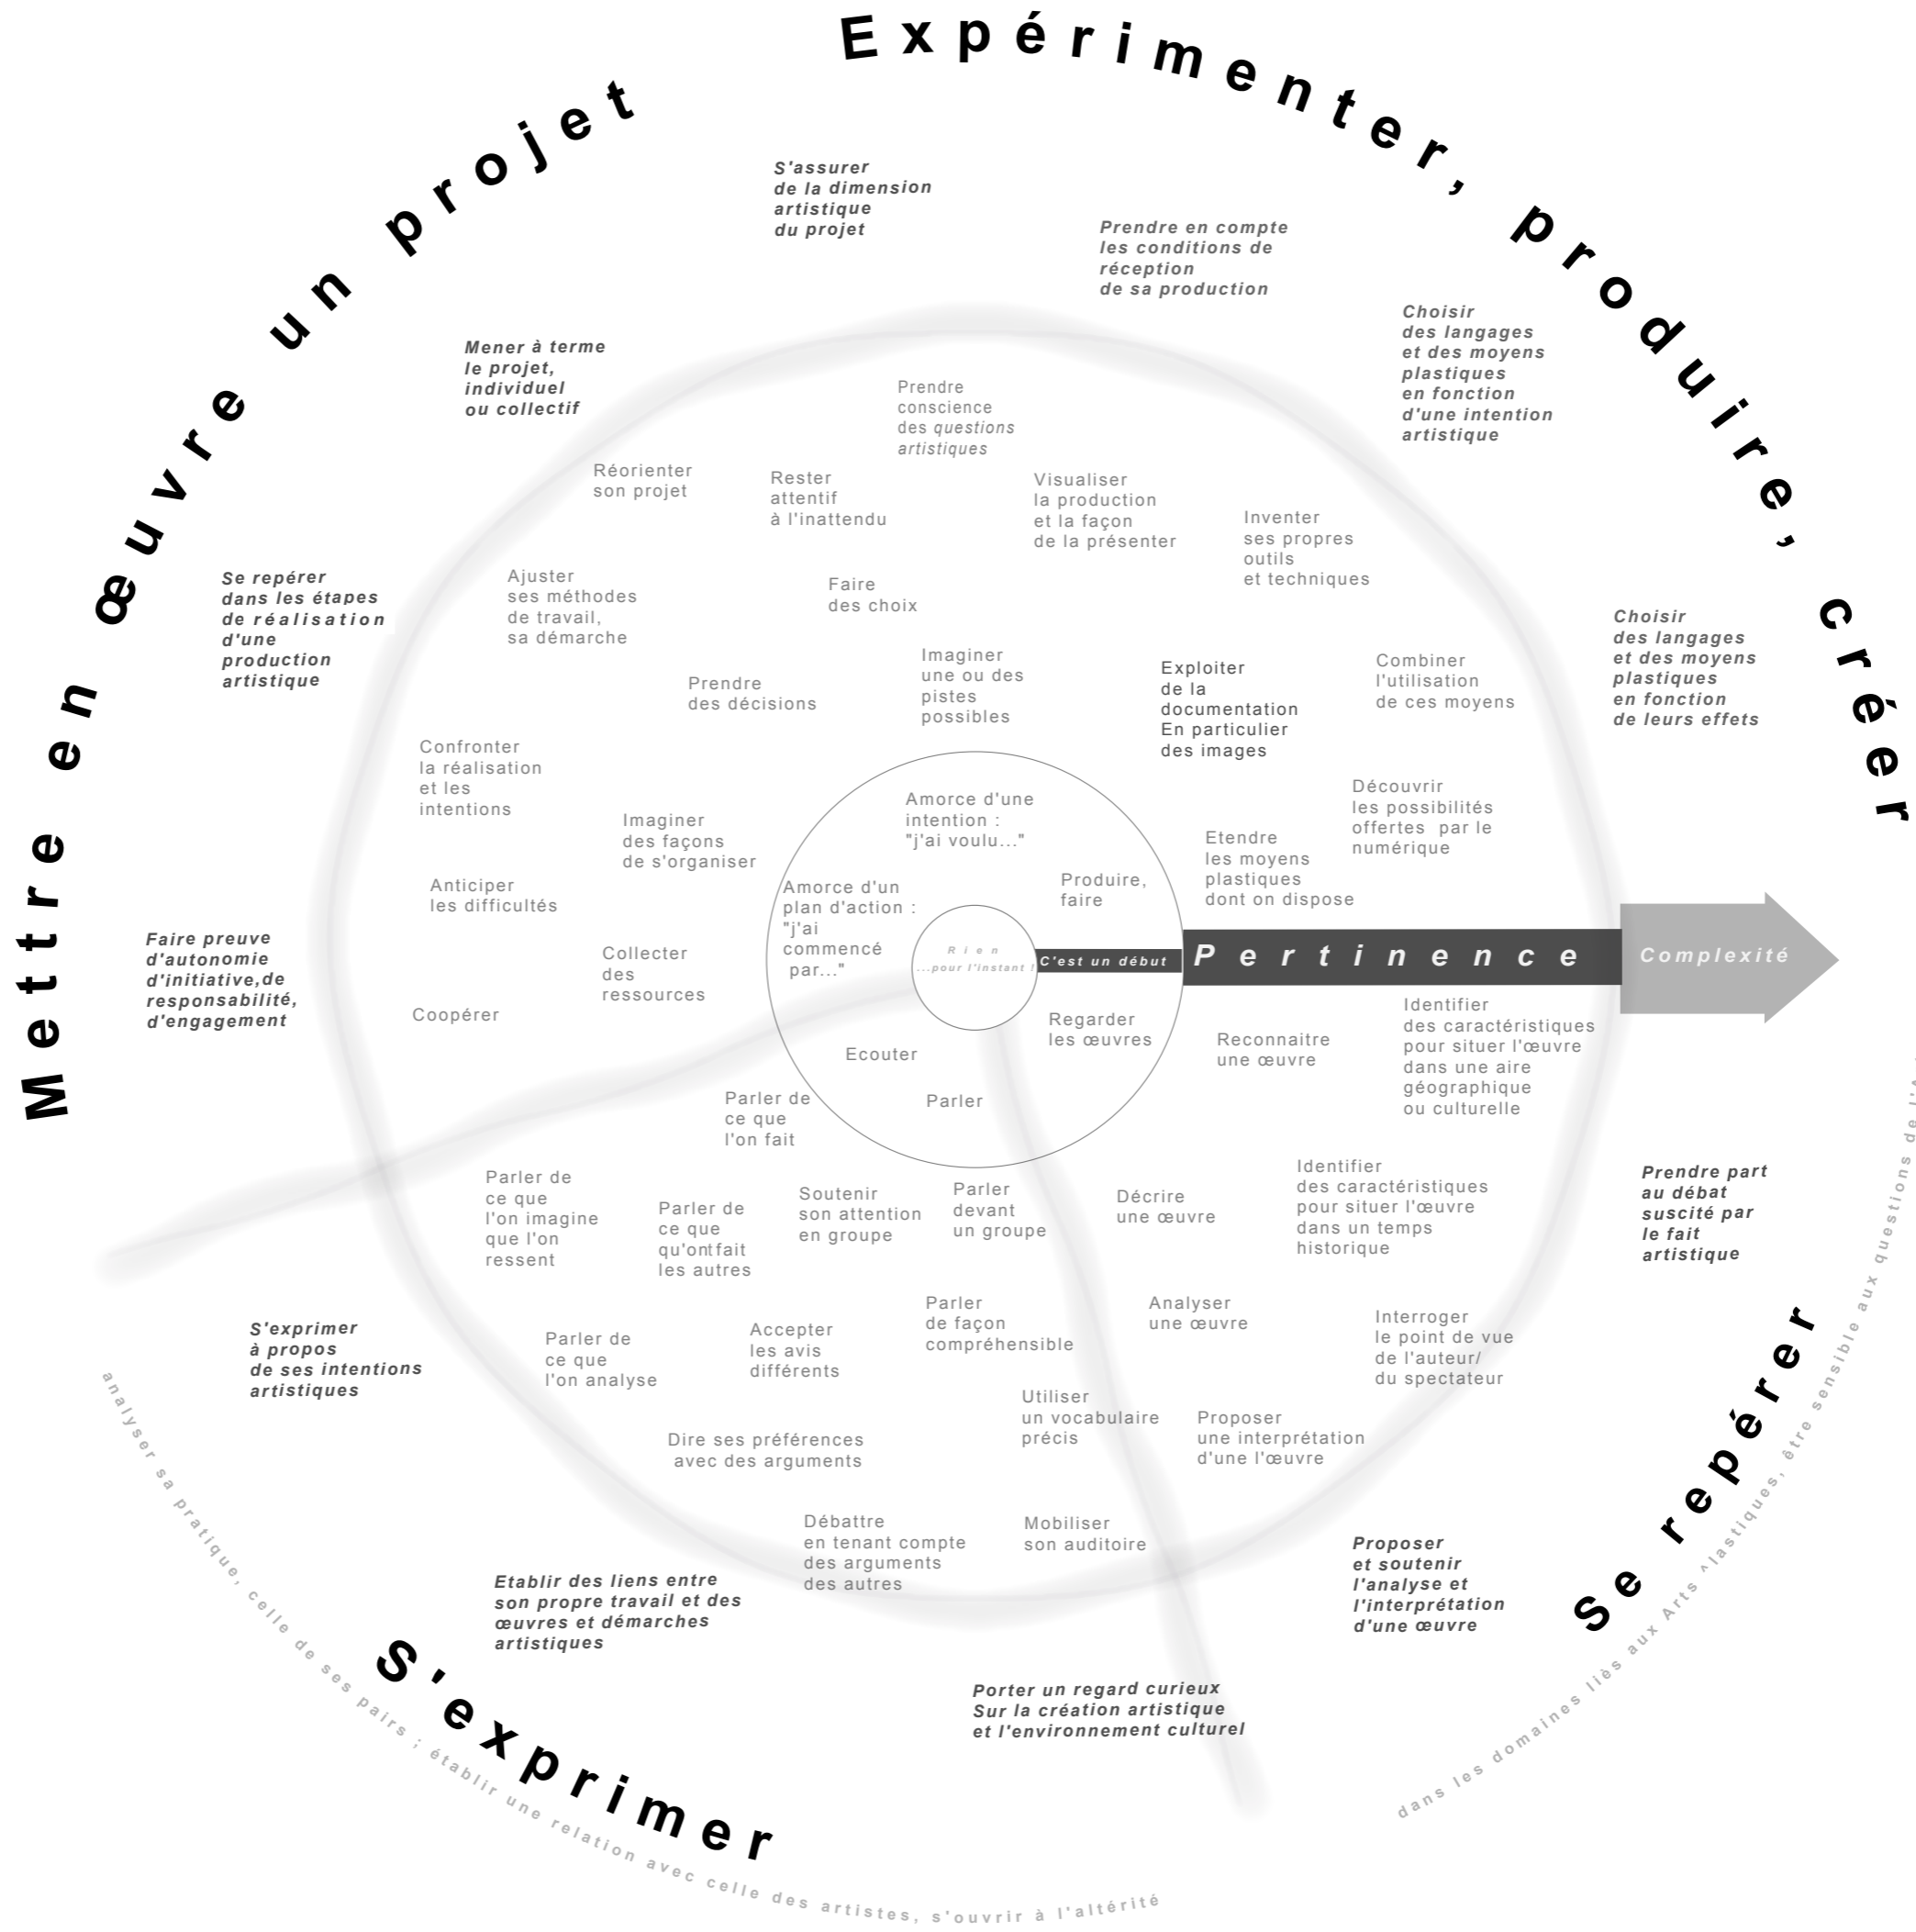 Expérimenter, produire, créer
Mettre en œuvre un projet
S'assurer
de la dimension
artistique
du projet
Prendre en compte
les conditions de
réception
de sa production
Choisir
des langages
et des moyens
plastiques
en fonction
d'une intention
artistique
Mener à terme
le projet,
individuel
ou collectif
Prendre
conscience
des questions
artistiques
Réorienter
son projet
Rester
attentif
à l'inattendu
Visualiser
la production
et la façon
de la présenter
Inventer
ses propres
outils
et techniques
Se repérer
dans les étapes
de réalisation
d'une
production
artistique
Ajuster
ses méthodes
de travail,
sa démarche
Faire
des choix
Choisir
des langages
et des moyens
plastiques
en fonction
de leurs effets
Prendre
des décisions
Imaginer
une ou des
pistes
possibles
Exploiter
de la
documentation
En particulier
des images
Combiner
l'utilisation
de ces moyens
Confronter
la réalisation
et les
intentions
Imaginer
des façons
de s'organiser
Amorce d'une
intention :
"j'ai voulu..."
Découvrir
les possibilités
offertes par le
numérique
Etendre
les moyens
plastiques
dont on dispose
Anticiper
les difficultés
Amorce d'un
plan d'action :
"j'ai
commencé
par..."
Produire,
faire
Faire preuve
d'autonomie
d'initiative,de
responsabilité,
d'engagement
Collecter
des
ressources
Rien
...pour l'instant !
C'est un début
Pertinence
Complexité
Coopérer
Ecouter
Regarder
les œuvres
Reconnaitre
une œuvre
Identifier
des caractéristiques
pour situer l'œuvre
dans une aire
géographique
ou culturelle
Parler de
ce que
l'on fait
Parler
Parler de
ce que
l'on imagine
que l'on
ressent
Parler de
ce que
qu'ont fait
les autres
Soutenir
son attention
en groupe
Parler
devant
un groupe
Décrire
une œuvre
Identifier
des caractéristiques
pour situer l'œuvre
dans un temps
historique
Prendre part
au débat
suscité par
le fait
artistique
S'exprimer
à propos
de ses intentions
artistiques
Parler de
ce que
l'on analyse
Accepter
les avis
différents
Parler
de façon
compréhensible
Analyser
une œuvre
Interroger
le point de vue
de l'auteur/
du spectateur
Dire ses préférences
avec des arguments
Utiliser
un vocabulaire
précis
Proposer
une interprétation
d'une l'œuvre
Débattre
en tenant compte
des arguments
des autres
Mobiliser
son auditoire
Proposer
et soutenir
l'analyse et
l'interprétation
d'une œuvre
Etablir des liens entre
son propre travail et des
œuvres et démarches
artistiques
Porter un regard curieux
Sur la création artistique
et l'environnement culturel
S'exprimer
analyser sa pratique, celle de ses pairs ; établir une relation avec celle des artistes, s'ouvrir à l'altérité
Se repérer
dans les domaines liès aux Arts ^lastiques, être sensible aux questions de